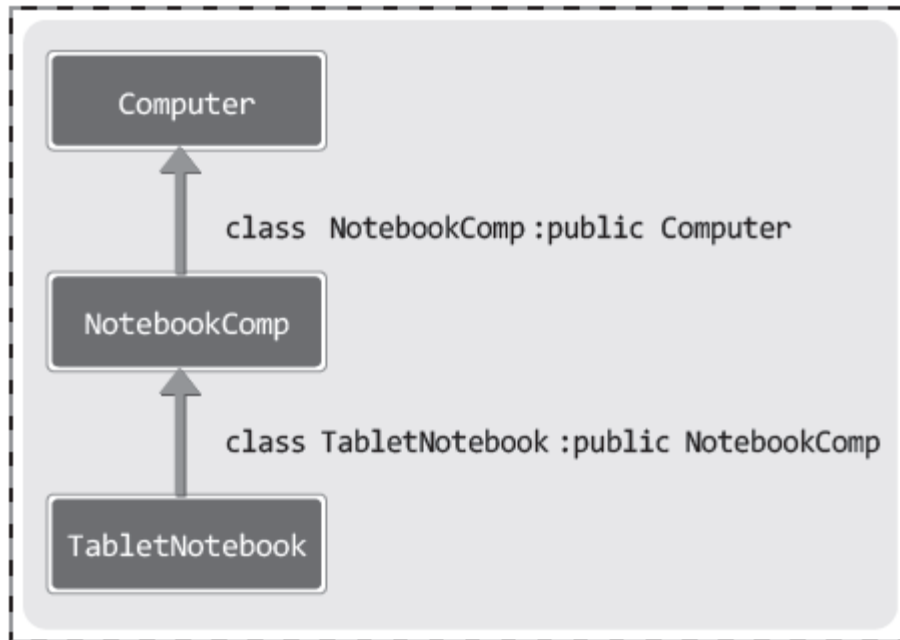 Computer
class NotebookComp :public Computer
NotebookComp
class TabletNotebook :public NotebookComp
TabletNotebook